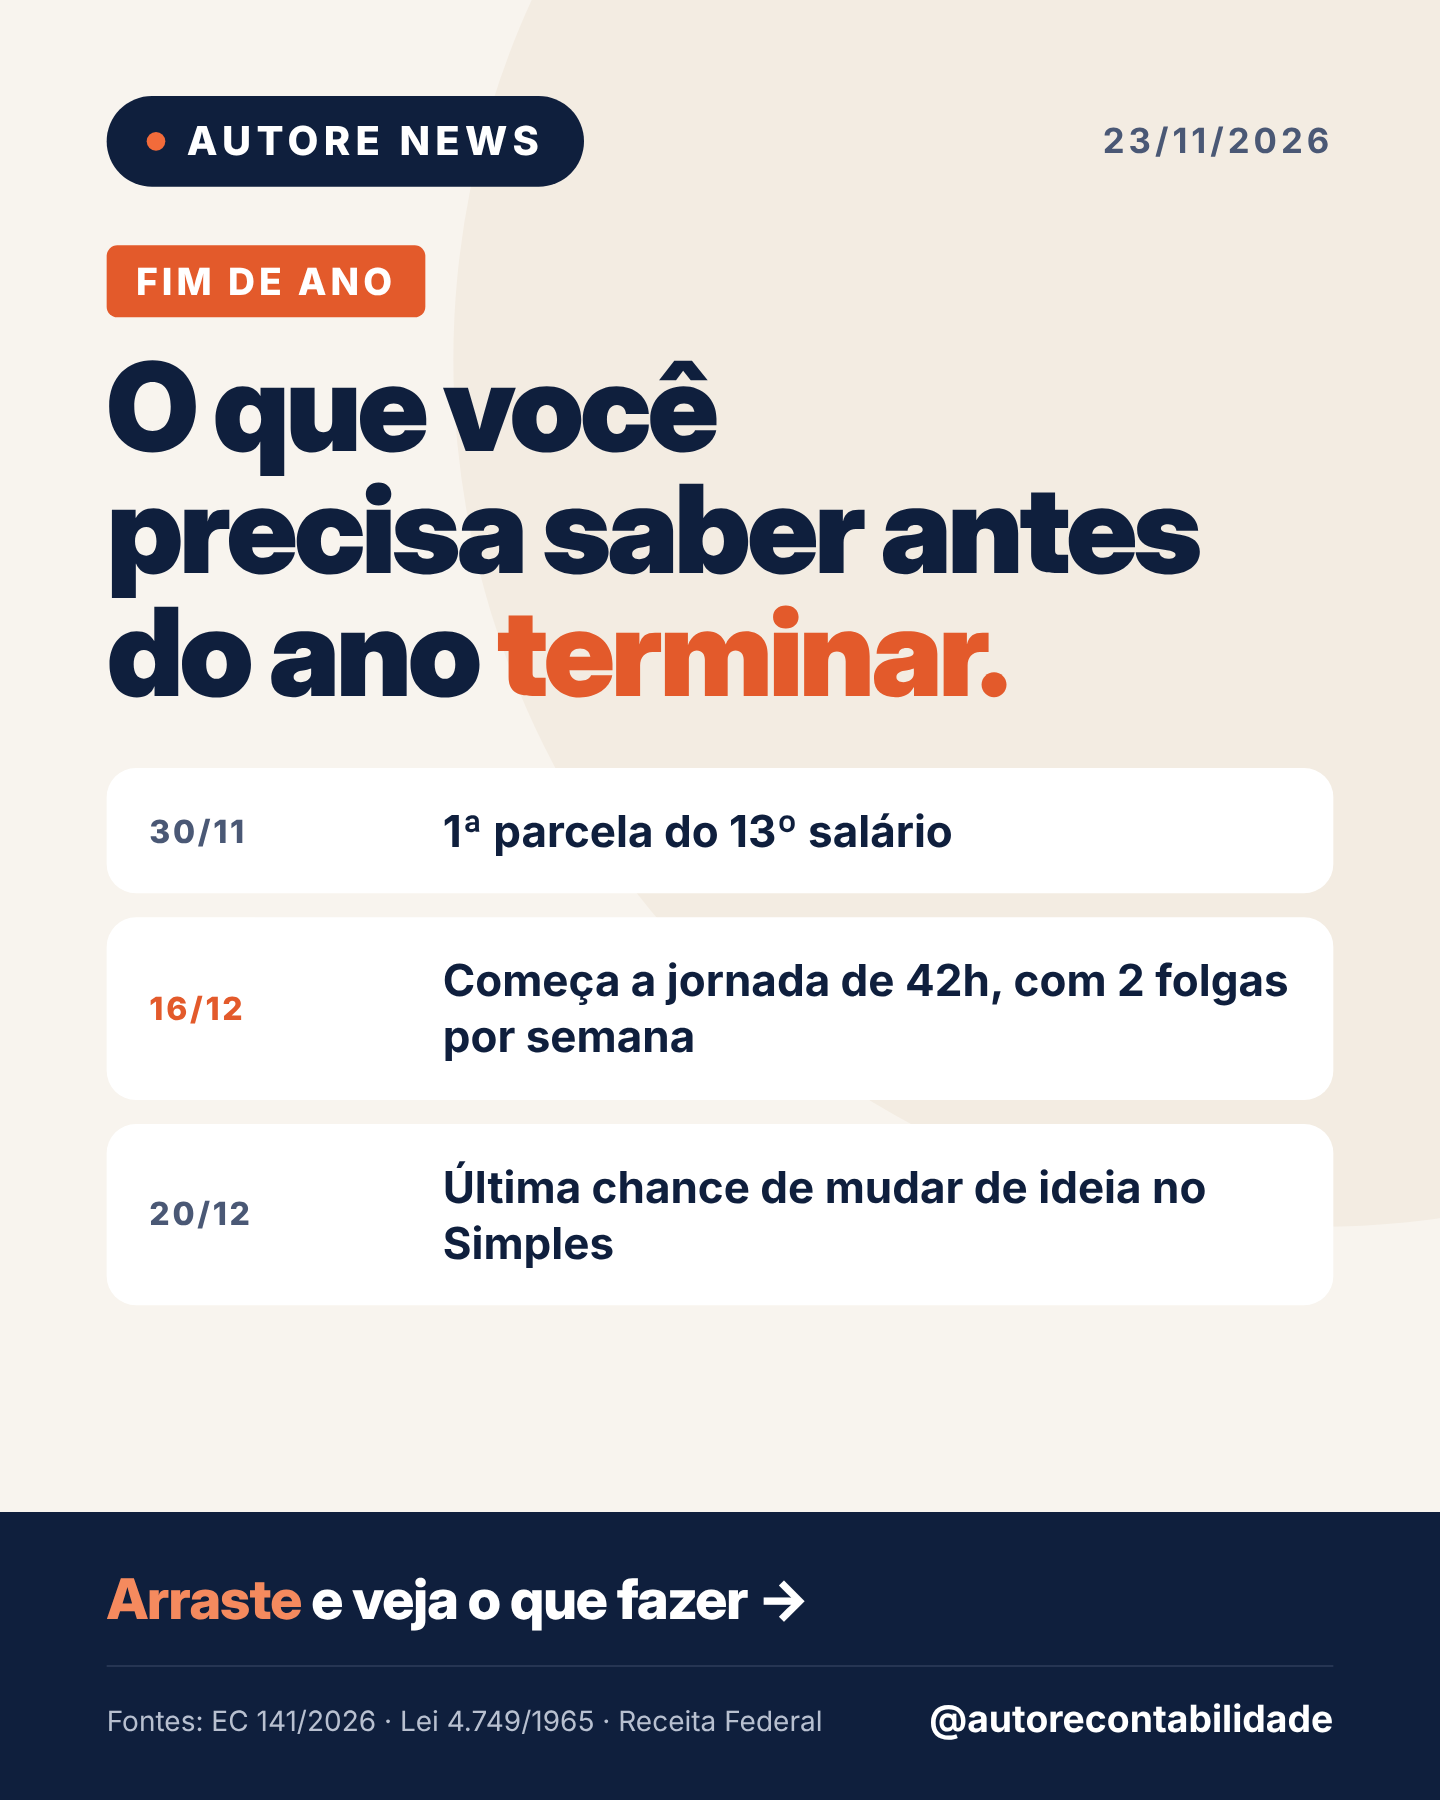 AUTORE NEWS
23/11/2026
FIM DE ANO
O que você
precisa saber antes
do ano terminar.
30/11
1ª parcela do 13º salário
16/12
Começa a jornada de 42h, com 2 folgas
por semana
20/12
Última chance de mudar de ideia no
Simples
Arraste e veja o que fazer →
Fontes: EC 141/2026 · Lei 4.749/1965 · Receita Federal
@autorecontabilidade